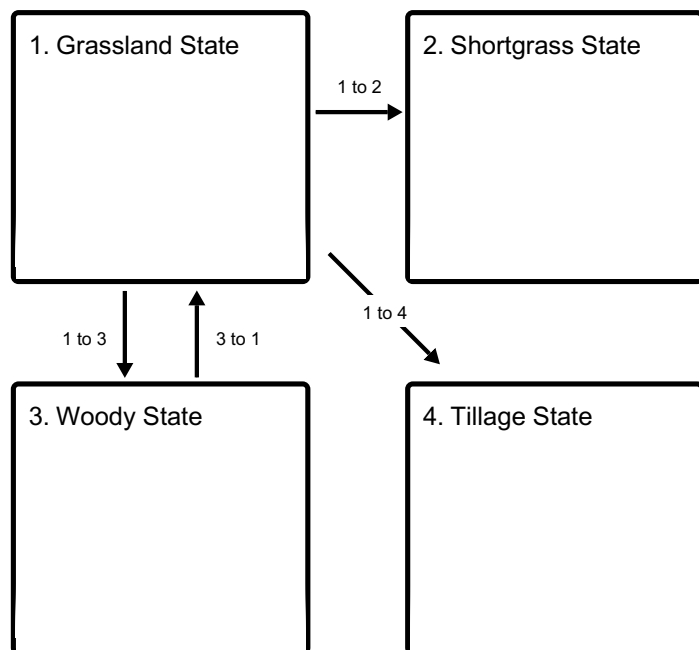 1. Grassland State
2. Shortgrass State
1 to 2
1 to 4
1 to 3
3 to 1
3. Woody State
4. Tillage State